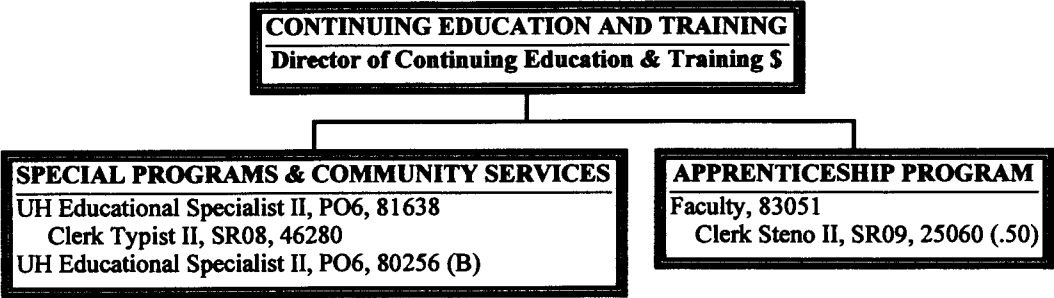 CONTINUING EDUCATION AND TRAINING
Director of Continuing Education & Training $
SPECIAL PROGRAMS & COMMUNITY SERVICES
UH Educational Specialist II, PO6, 81638
Clerk Typist II, SR08, 46280
UH Educational Specialist II, PO6, 80256 (B)
APPRENTICESHIP PROGRAM
Faculty, 83051
Clerk Steno II, SR09, 25060 (.50)